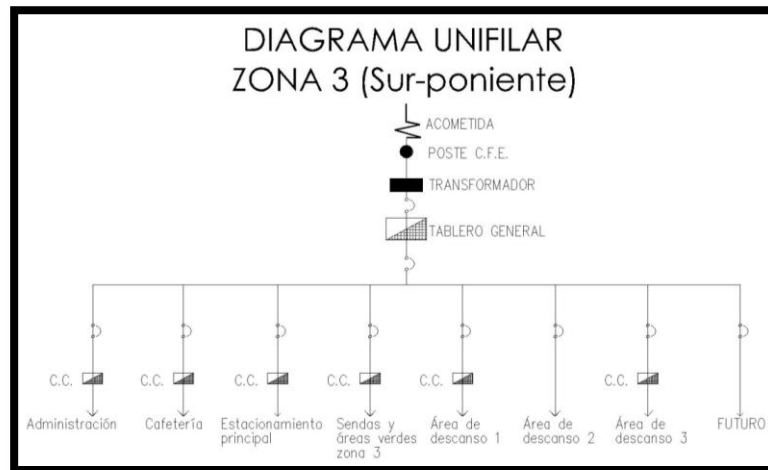 DIAGRAMA UNIFILAR
ZONA 3 (Sur-poniente)
ACOMETIDA
POSTE C.F.E.
TRANSFORMADOR
TABLERO GENERAL
C.C.
C.C.
C.C.
C.C.
C.C.
C.C.
Administración
Cafetería
Estacionamiento
principal
Sendas y
áreas verdes
zona 3
Área de
descanso 1
Área de
descanso 2
Área de
descanso 3
FUTURO